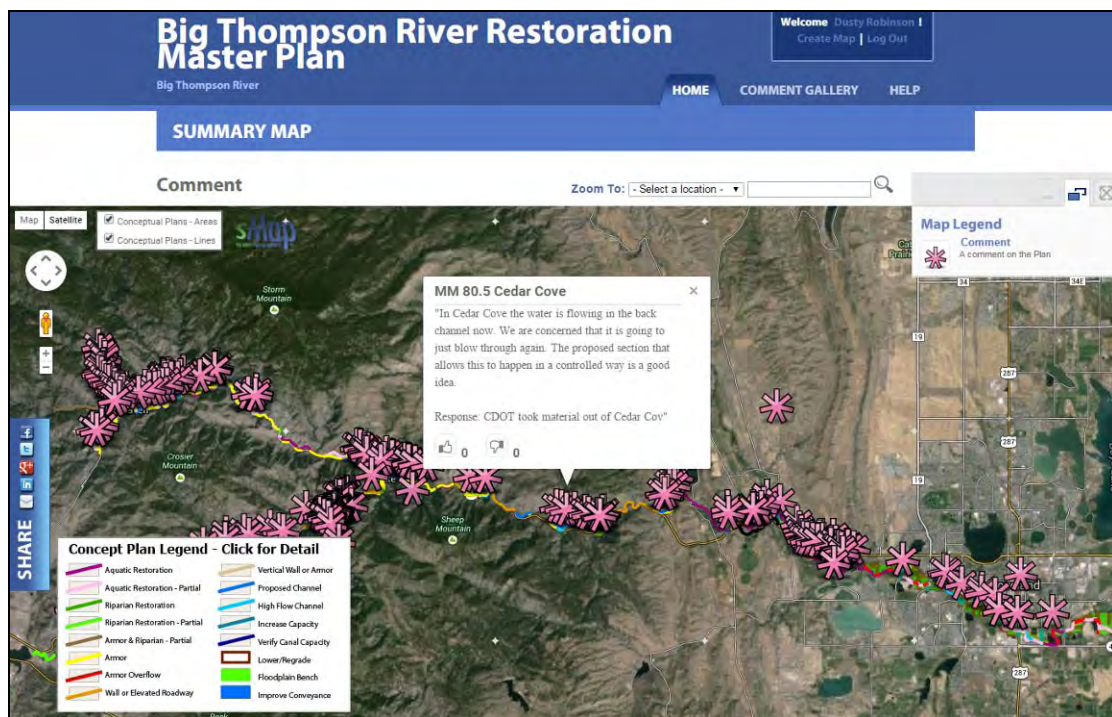 Big Thompson River Restoration
Master Plan
Big Thompson River
Welcome Dusty Robinson !
Create Map | Log Out
HOME
COMMENT GALLERY
HELP
SUMMARY MAP
Comment
Zoom To:
- Select a location -
Map
Satellite
Conceptual Plans - Areas
Conceptual Plans - Lines
sMap
Map Legend
Comment
A comment on the Plan
Storm
Mountain
34
34E
19
287
MM 80.5 Cedar Cove
"In Cedar Cove the water is flowing in the back
channel now. We are concerned that it is going to
just blow through again. The proposed section that
allows this to happen in a controlled way is a good
idea.
Response: CDOT took material out of Cedar Cov"
0
0
Crosier
Mountain
Sheep
Mountain
287
19
287
SHARE
Concept Plan Legend - Click for Detail
Aquatic Restoration
Aquatic Restoration - Partial
Riparian Restoration
Riparian Restoration - Partial
Armor & Riparian - Partial
Armor
Armor Overflow
Wall or Elevated Roadway
Vertical Wall or Armor
Proposed Channel
High Flow Channel
Increase Capacity
Verify Canal Capacity
Lower/Regrade
Floodplain Bench
Improve Conveyance